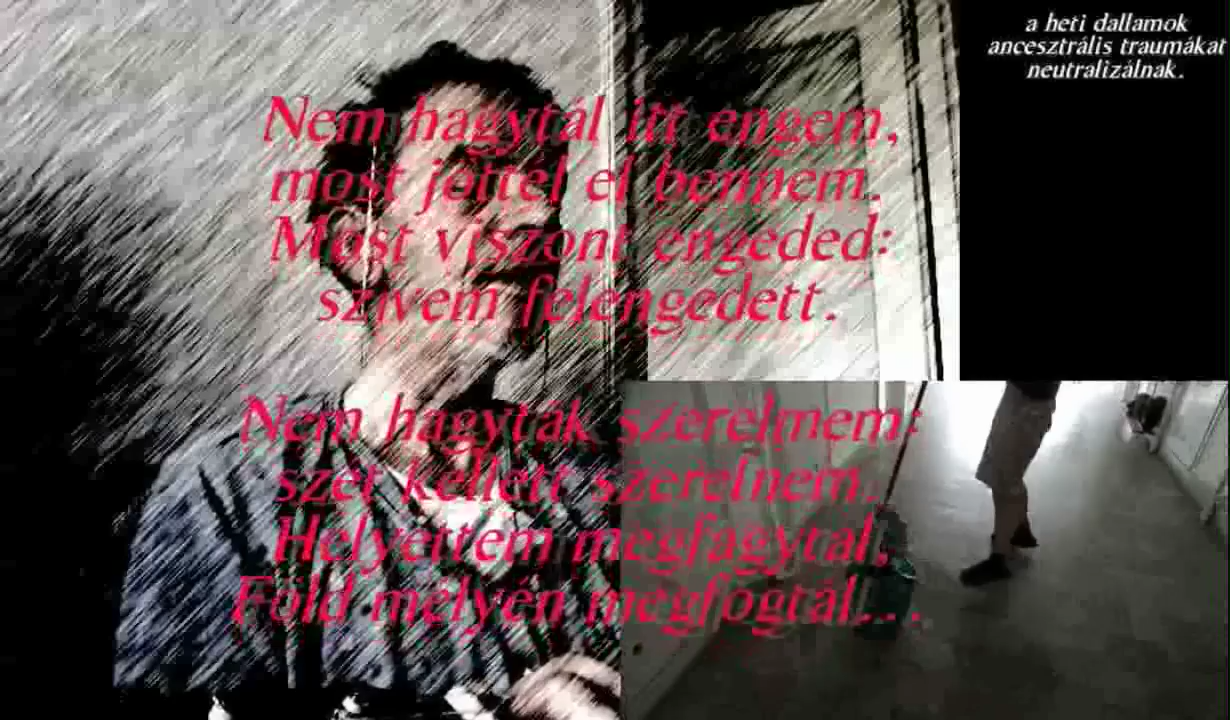 a heti dallamok
ancesztrális traumákat
neutralizálnak.
Nem hagytál itt engem,
most jöttél el bennem.
Most viszont engeded:
szívem felengedett.
Nem hagyták szerelmem:
szét kellett szerelnem.
Helyettem megfagytál,
Föld mélyén megfogtál...